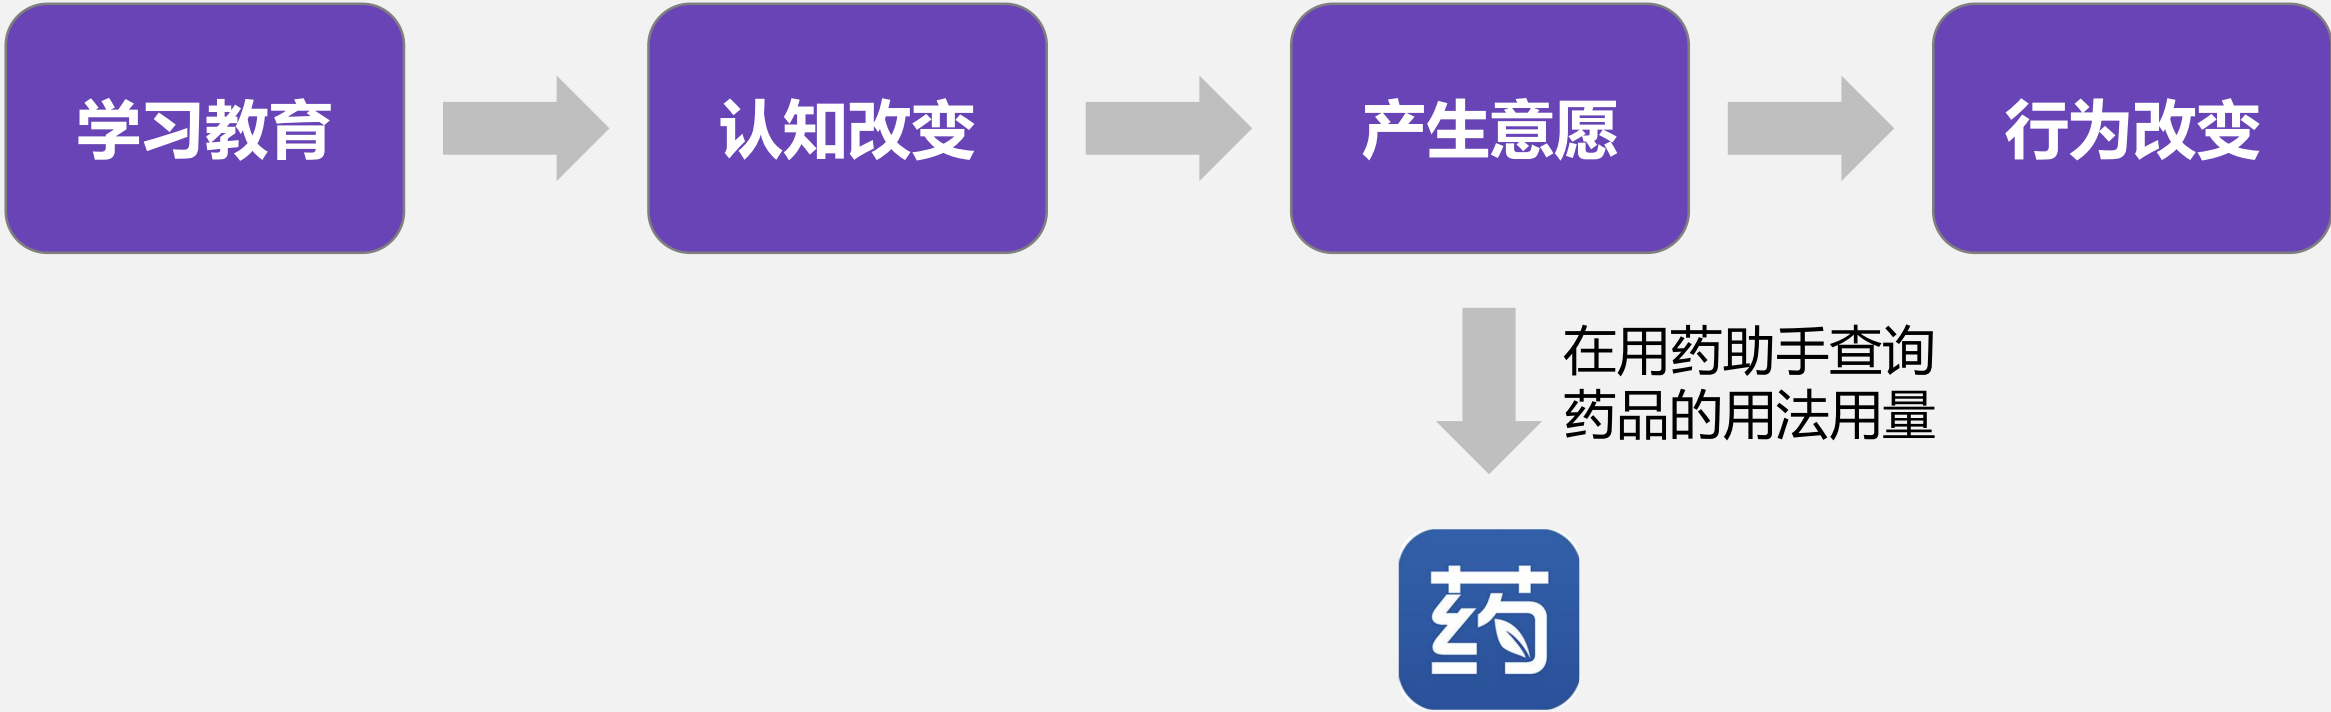 学习教育
认知改变
产生意愿
行为改变
在用药助手查询
药品的用法用量
药